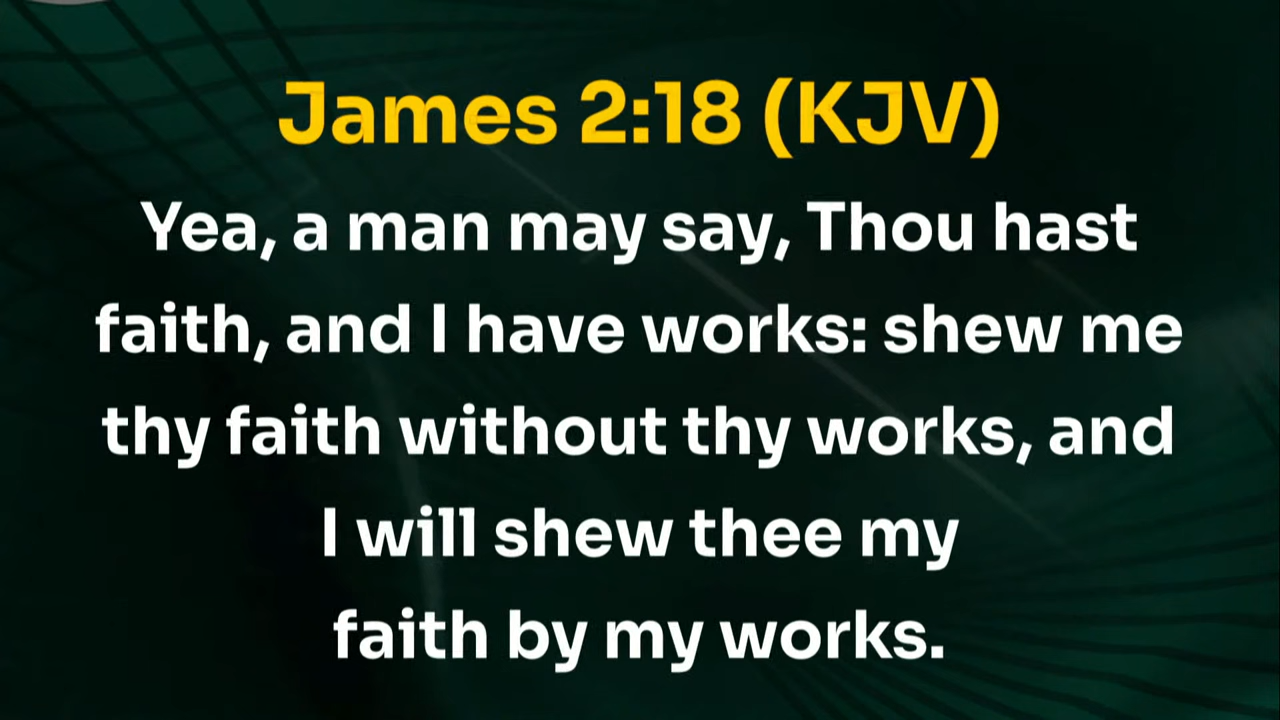 James 2:18 (KJV)
Yea, a man may say, Thou hast
faith, and I have works: shew me
thy faith without thy works, and
I will shew thee my
faith by my works.